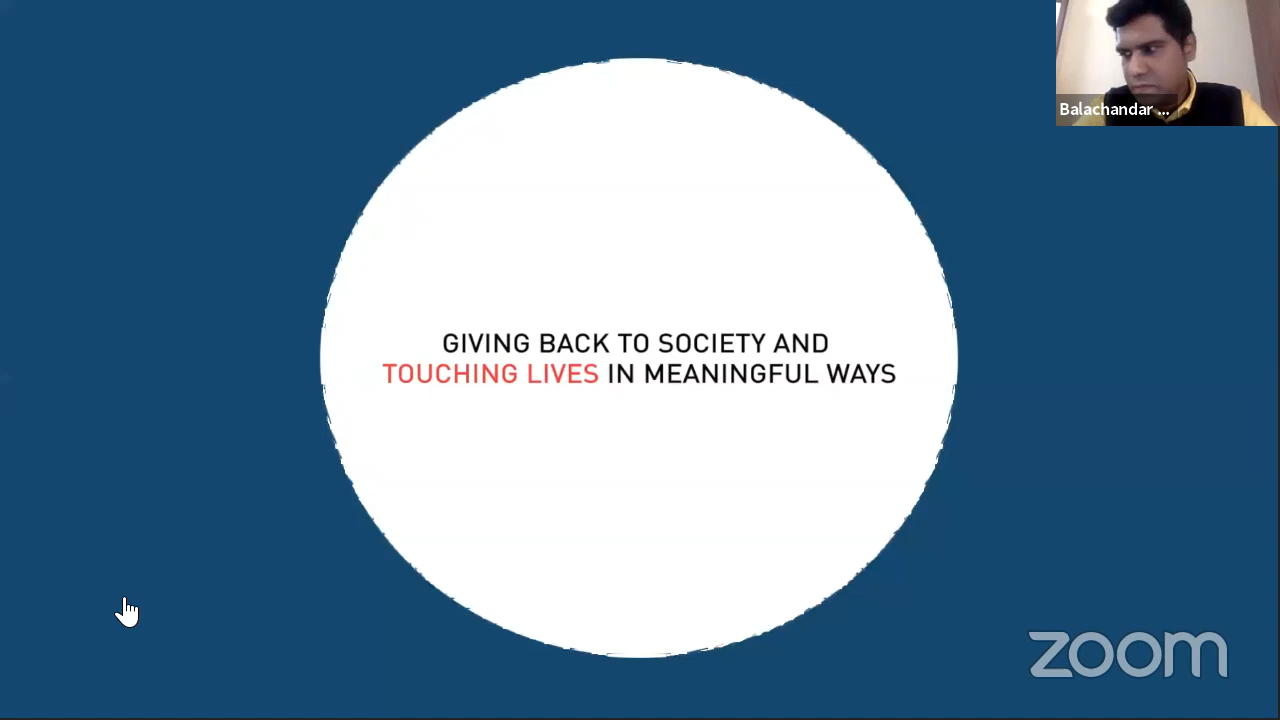 Balachandar ...
GIVING BACK TO SOCIETY AND
TOUCHING LIVES IN MEANINGFUL WAYS
zoom